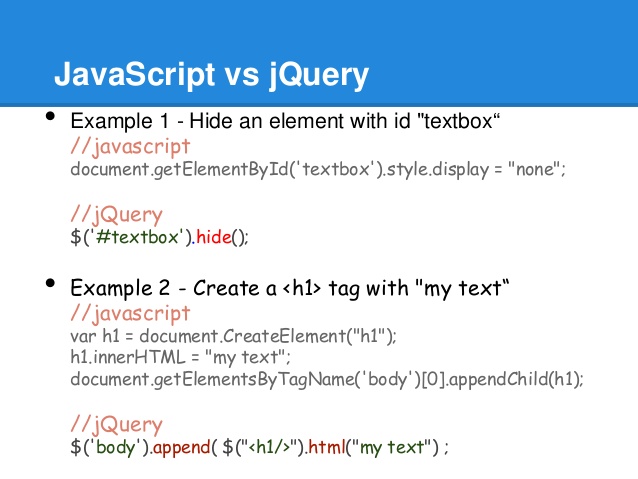 JavaScript vs jQuery
• Example 1 - Hide an element with id "textbox“
//javascript
document.getElementById('textbox').style.display = "none";
//jQuery
$('#textbox').hide();
• Example 2 - Create a <h1> tag with "my text“
//javascript
var h1 = document.CreateElement("h1");
h1.innerHTML = "my text";
document.getElementsByTagName('body')[0].appendChild(h1);
//jQuery
$('body').append( $("<h1/>").html("my text") ;